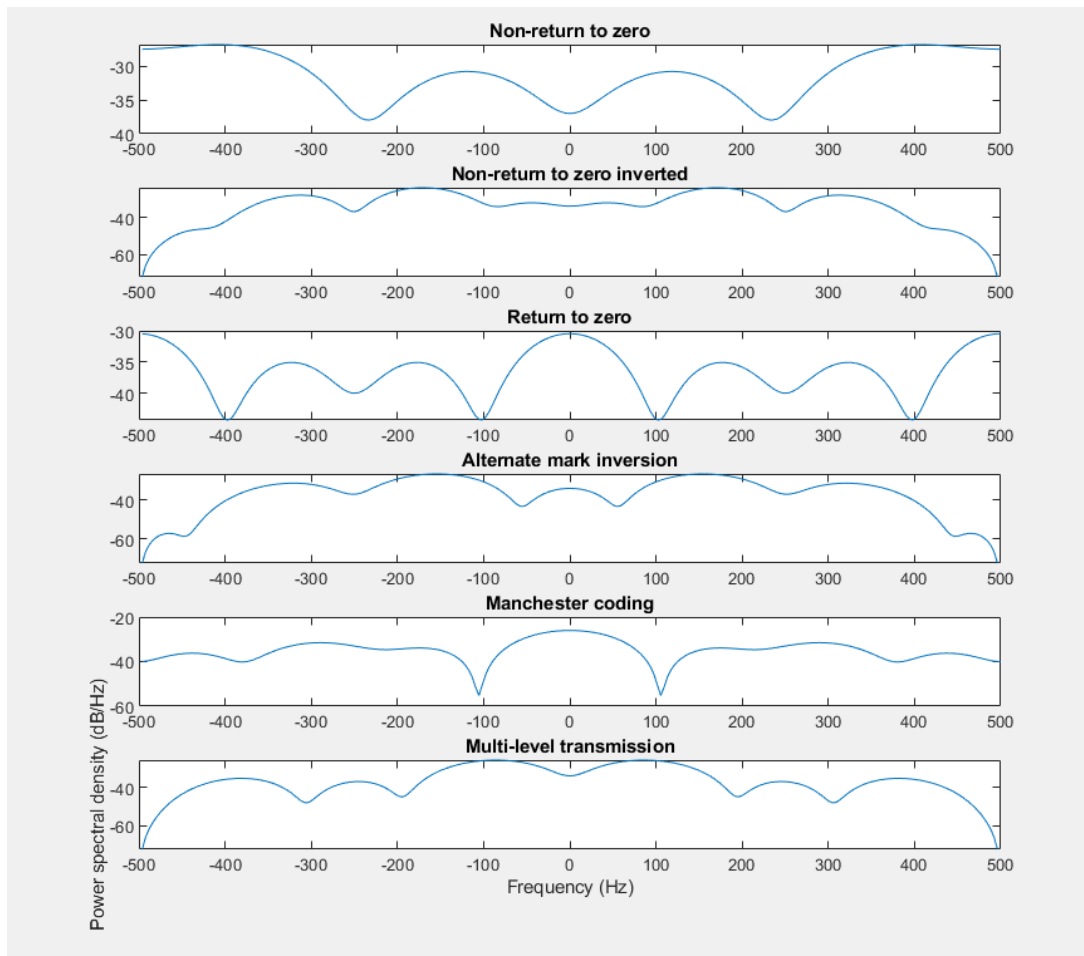 Non-return to zero
-30
-35
-40
-500 -400 -300 -200 -100 0 100 200 300 400 500
Non-return to zero inverted
-40
-60
-500 -400 -300 -200 -100 0 100 200 300 400 500
Return to zero
-30
-35
-40
-500 -400 -300 -200 -100 0 100 200 300 400 500
Alternate mark inversion
-40
-60
-500 -400 -300 -200 -100 0 100 200 300 400 500
Manchester coding
-20
-40
-60
-500 -400 -300 -200 -100 0 100 200 300 400 500
Multi-level transmission
-40
-60
-500 -400 -300 -200 -100 0 100 200 300 400 500
Frequency (Hz)
Power spectral density (dB/Hz)